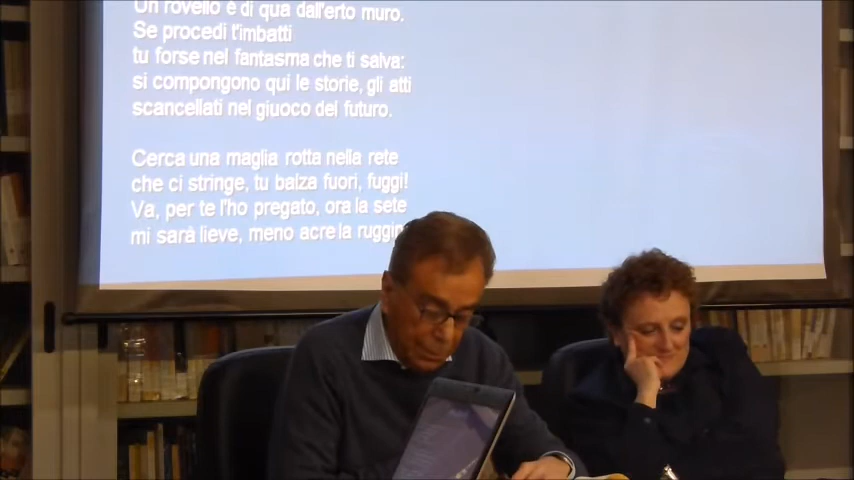 Un rovello è di qua dall'erto muro.
Se procedi t'imbatti
tu forse nel fantasma che ti salva:
si compongono qui le storie, gli atti
scancellati nel giuoco del futuro.
Cerca una maglia rotta nella rete
che ci stringe, tu balza fuori, fuggi!
Va, per te l'ho pregato, ora la sete
mi sarà lieve, meno acre la ruggine